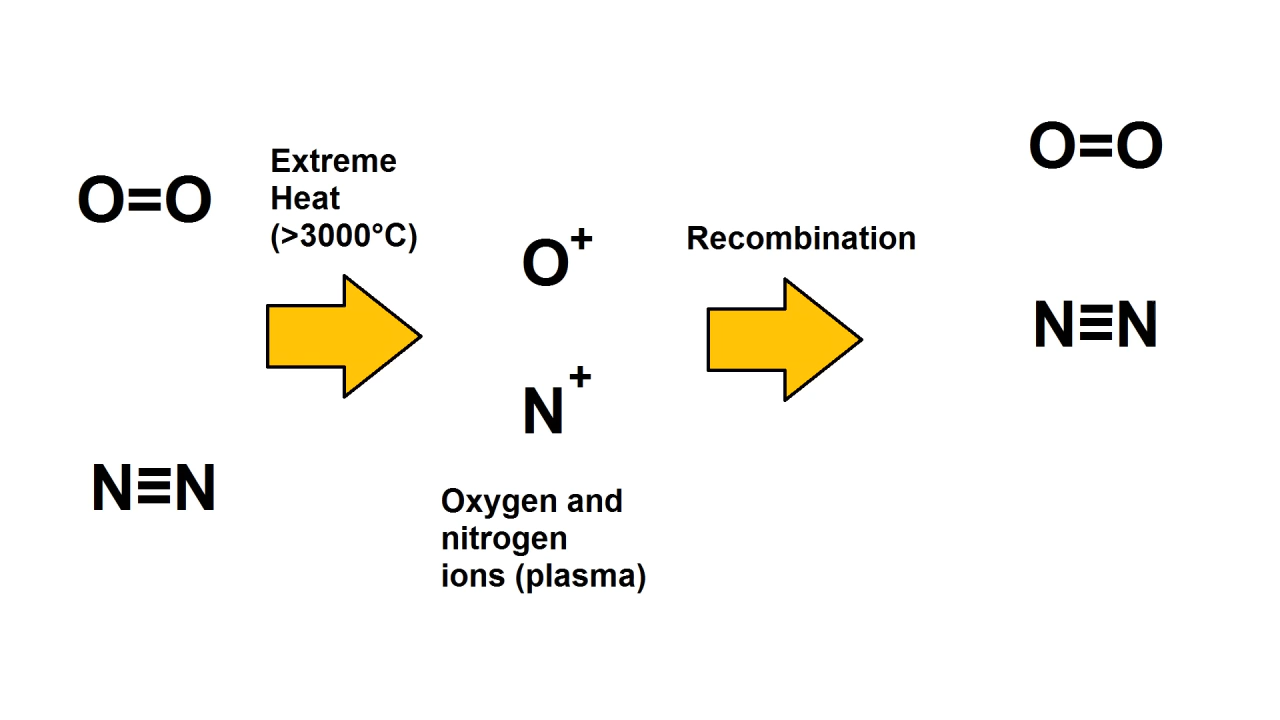 O=O
N≡N
Extreme
Heat
(>3000°C)
O⁺
N⁺
Oxygen and
nitrogen
ions (plasma)
Recombination
O=O
N≡N